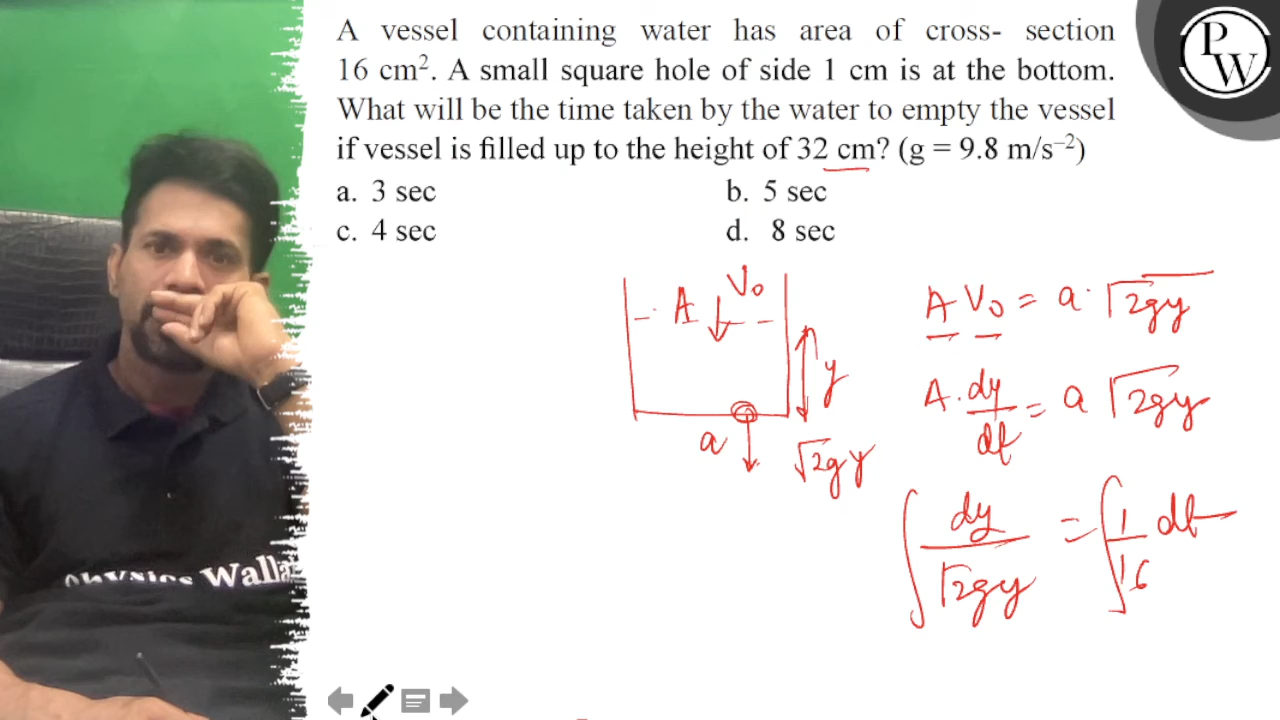 A vessel containing water has area of cross- section
16 cm². A small square hole of side 1 cm is at the bottom.
What will be the time taken by the water to empty the vessel
if vessel is filled up to the height of 32 cm? (g = 9.8 m/s⁻²)
a. 3 sec b. 5 sec
c. 4 sec d. 8 sec
PW
A V₀
y
a √2gy
A V₀ = a · √2gy
A · dy/dt = a √2gy
∫ dy/√2gy = ∫ 1/16 dt
Physics Walla